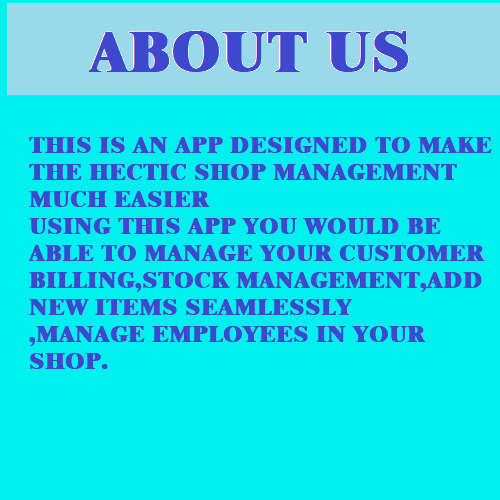 ABOUT US
THIS IS AN APP DESIGNED TO MAKE
THE HECTIC SHOP MANAGEMENT
MUCH EASIER
USING THIS APP YOU WOULD BE
ABLE TO MANAGE YOUR CUSTOMER
BILLING,STOCK MANAGEMENT,ADD
NEW ITEMS SEAMLESSLY
,MANAGE EMPLOYEES IN YOUR
SHOP.